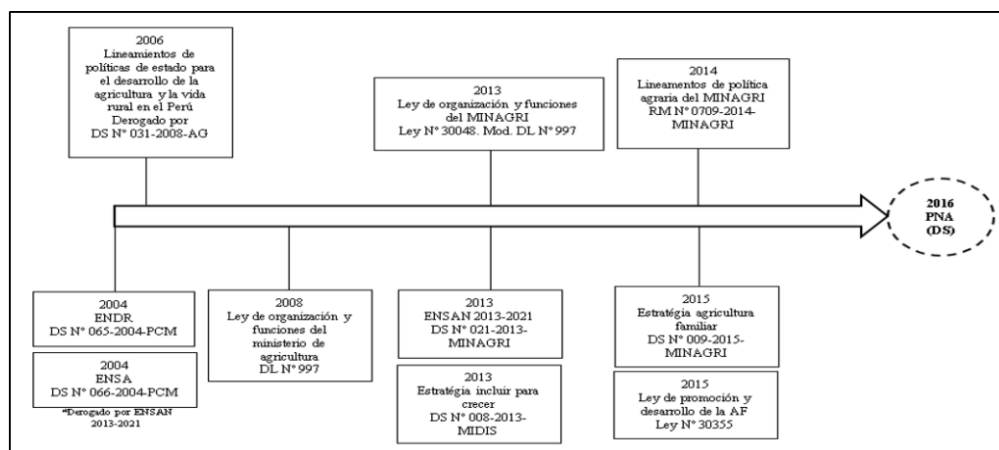 2006
Lineamientos de
políticas de estado para
el desarrollo de la
agricultura y la vida
rural en el Perú
Derogado por
DS N° 031-2008-AG
2013
Ley de organización y funciones
del MINAGRI
Ley N° 30048. Mod. DL N° 997
2014
Lineamentos de política
agraria del MINAGRI
RM N° 0709-2014-
MINAGRI
2016
PNA
(DS)
2004
ENDR
DS N° 065-2004-PCM
2004
ENSA
DS N° 066-2004-PCM
*Derogado por ENSAN
2013-2021
2008
Ley de organización y
funciones del
ministerio de
agricultura
DL N° 997
2013
ENSAN 2013-2021
DS N° 021-2013-
MINAGRI
2013
Estratégia incluir para
crecer
DS N° 008-2013-
MIDIS
2015
Estratégia agricultura
familiar
DS N° 009-2015-
MINAGRI
2015
Ley de promoción y
desarrollo de la AF
Ley N° 30355